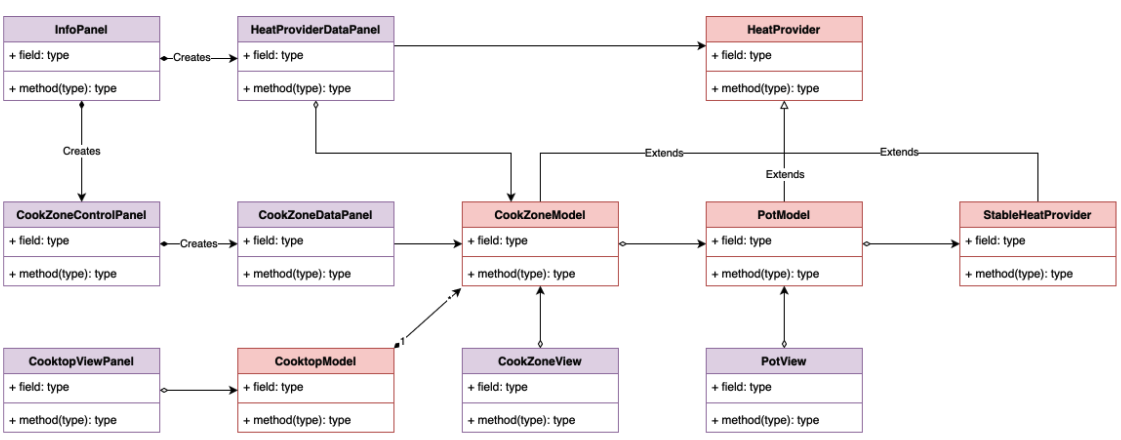 InfoPanel
+ field: type
+ method(type): type
Creates
HeatProviderDataPanel
+ field: type
+ method(type): type
HeatProvider
+ field: type
+ method(type): type
Creates
Extends
Extends
Extends
CookZoneControlPanel
+ field: type
+ method(type): type
Creates
CookZoneDataPanel
+ field: type
+ method(type): type
CookZoneModel
+ field: type
+ method(type): type
PotModel
+ field: type
+ method(type): type
StableHeatProvider
+ field: type
+ method(type): type
*
1
CooktopViewPanel
+ field: type
+ method(type): type
CooktopModel
+ field: type
+ method(type): type
CookZoneView
+ field: type
+ method(type): type
PotView
+ field: type
+ method(type): type